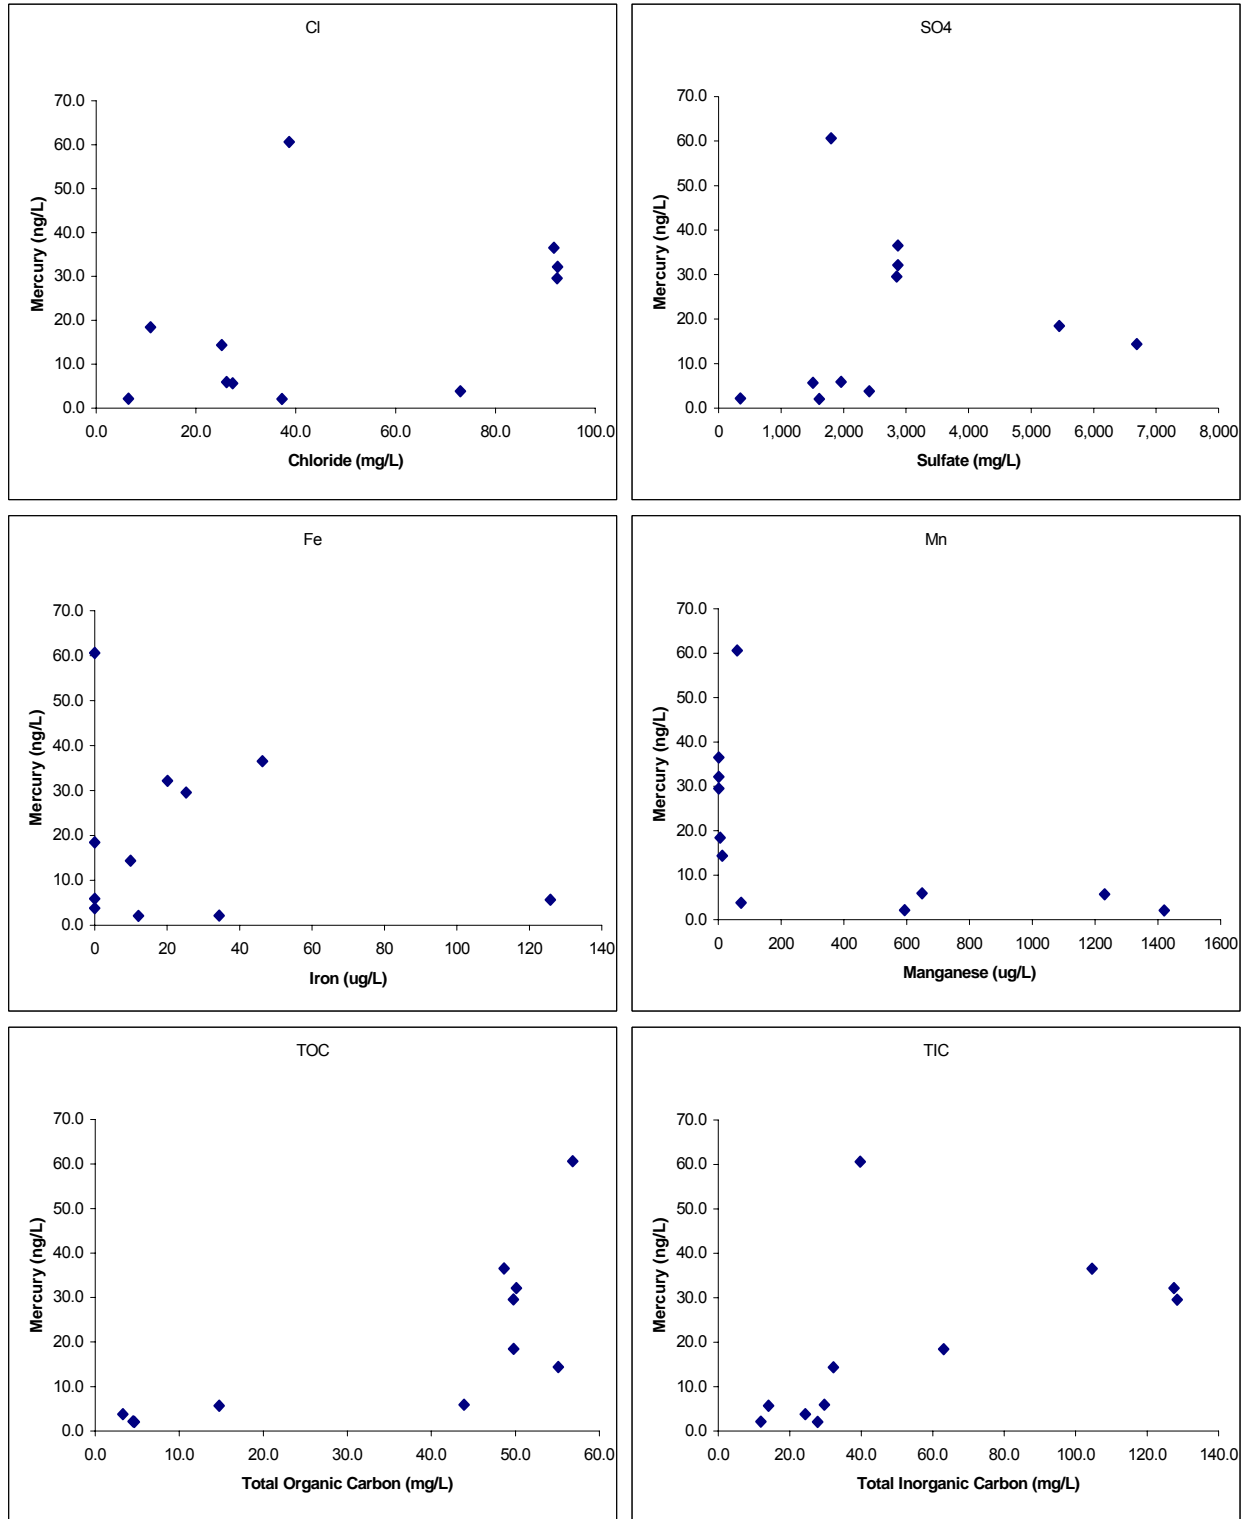 Cl
70.0
60.0
50.0
40.0
30.0
20.0
10.0
0.0
Mercury (ng/L)
0.0 20.0 40.0 60.0 80.0 100.0
Chloride (mg/L)
SO4
70.0
60.0
50.0
40.0
30.0
20.0
10.0
0.0
Mercury (ng/L)
0 1,000 2,000 3,000 4,000 5,000 6,000 7,000 8,000
Sulfate (mg/L)
Fe
70.0
60.0
50.0
40.0
30.0
20.0
10.0
0.0
Mercury (ng/L)
0 20 40 60 80 100 120 140
Iron (ug/L)
Mn
70.0
60.0
50.0
40.0
30.0
20.0
10.0
0.0
Mercury (ng/L)
0 200 400 600 800 1000 1200 1400 1600
Manganese (ug/L)
TOC
70.0
60.0
50.0
40.0
30.0
20.0
10.0
0.0
Mercury (ng/L)
0.0 10.0 20.0 30.0 40.0 50.0 60.0
Total Organic Carbon (mg/L)
TIC
70.0
60.0
50.0
40.0
30.0
20.0
10.0
0.0
Mercury (ng/L)
0.0 20.0 40.0 60.0 80.0 100.0 120.0 140.0
Total Inorganic Carbon (mg/L)